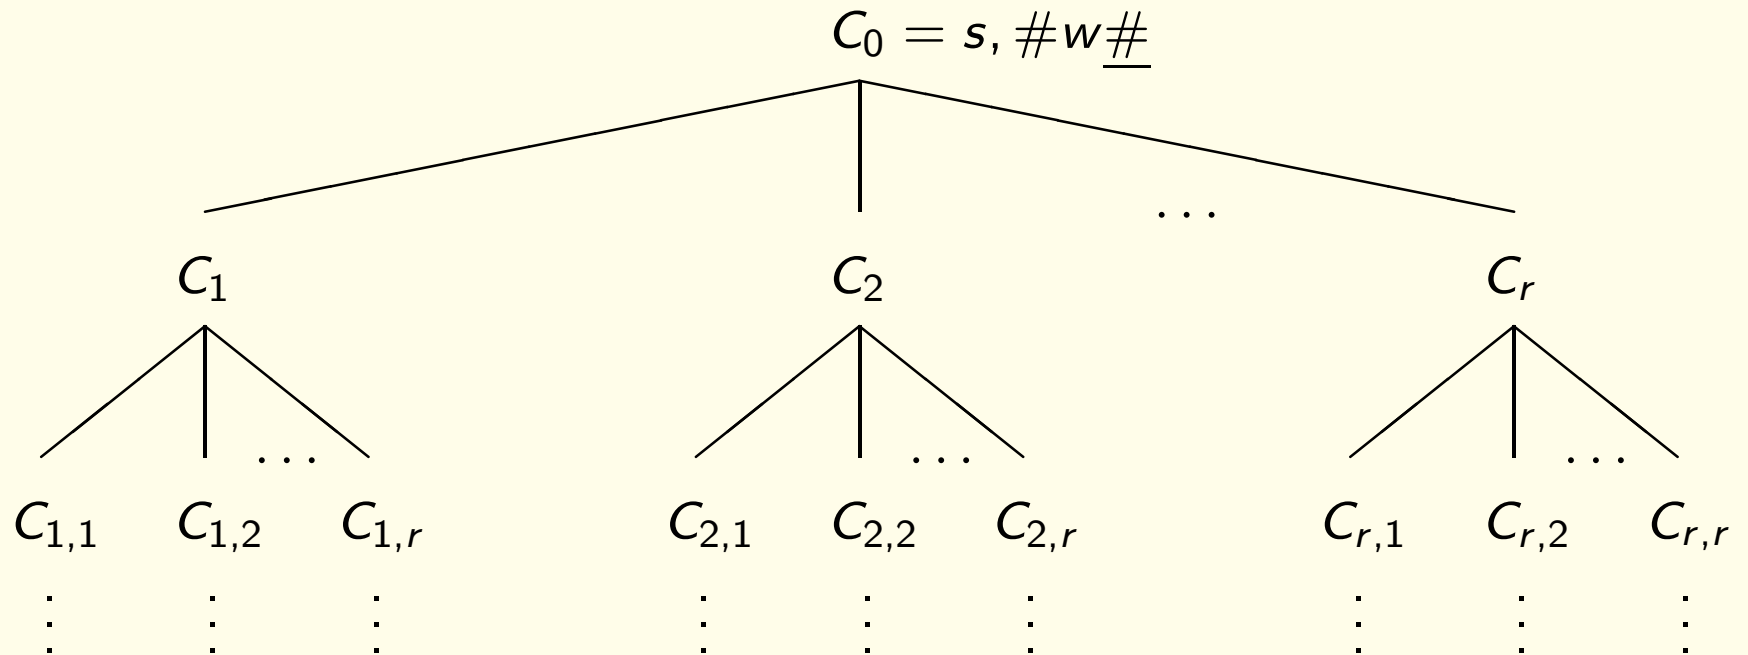 C₀ = s, #w#
. . .
C₁ C₂ Cᵣ
. . . . . . . . .
C₁,₁ C₁,₂ C₁,ᵣ C₂,₁ C₂,₂ C₂,ᵣ Cᵣ,₁ Cᵣ,₂ Cᵣ,ᵣ